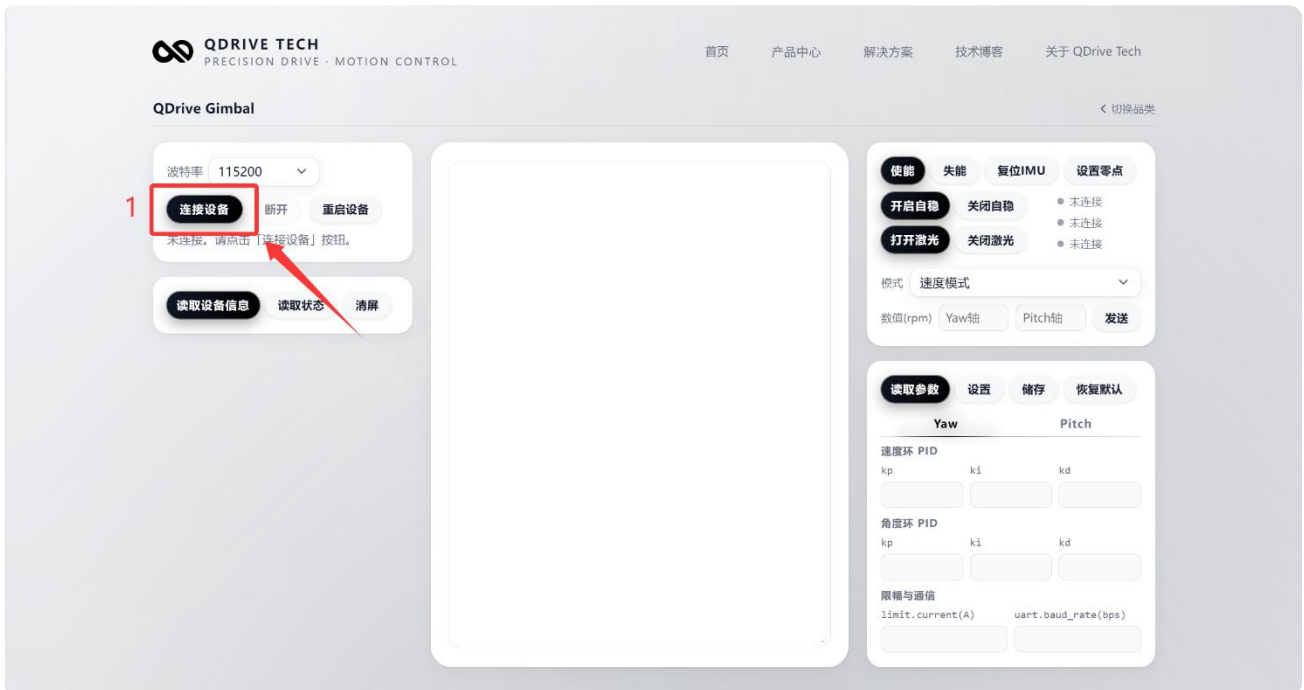 QDRIVE TECH
PRECISION DRIVE · MOTION CONTROL
首页 产品中心 解决方案 技术博客 关于 QDrive Tech
QDrive Gimbal
切换品类
波特率 115200
1
连接设备 断开 重启设备
未连接。请点击「连接设备」按钮。
读取设备信息 读取状态 清屏
使能 失能 复位IMU 设置零点
开启自稳 关闭自稳
未连接
未连接
打开激光 关闭激光
未连接
模式 速度模式
数值(rpm) Yaw轴 Pitch轴 发送
读取参数 设置 储存 恢复默认
Yaw Pitch
速度环 PID
kp ki kd
角度环 PID
kp ki kd
限幅与通信
limit.current(A) uart.baud_rate(bps)